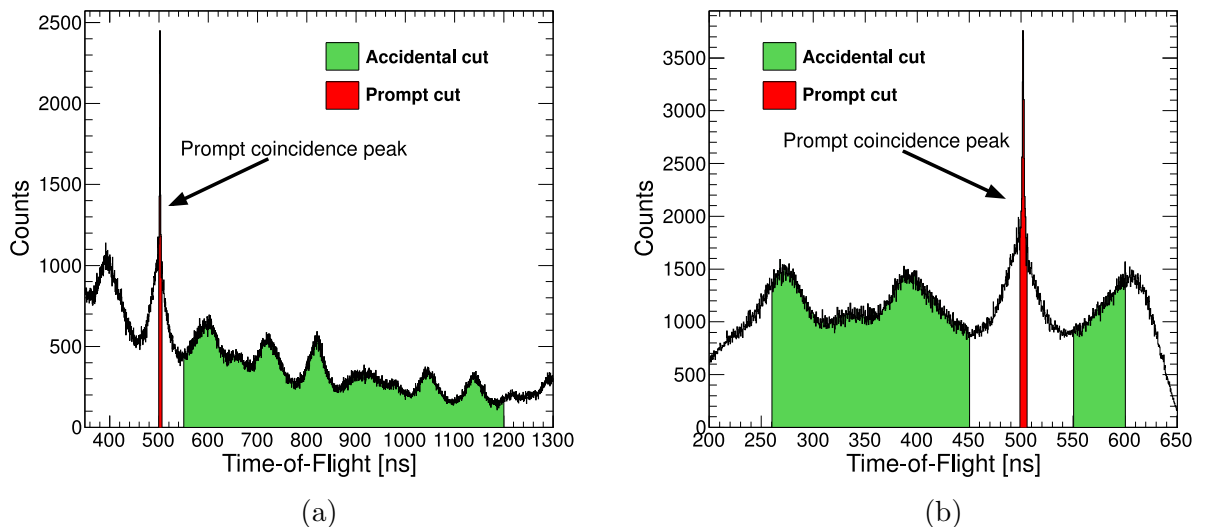 2500
2000
1500
1000
500
0
Counts
400 500 600 700 800 900 1000 1100 1200 1300
Time-of-Flight [ns]
Accidental cut
Prompt cut
Prompt coincidence peak
(a)
3500
3000
2500
2000
1500
1000
500
0
Counts
200 250 300 350 400 450 500 550 600 650
Time-of-Flight [ns]
Accidental cut
Prompt cut
Prompt coincidence peak
(b)